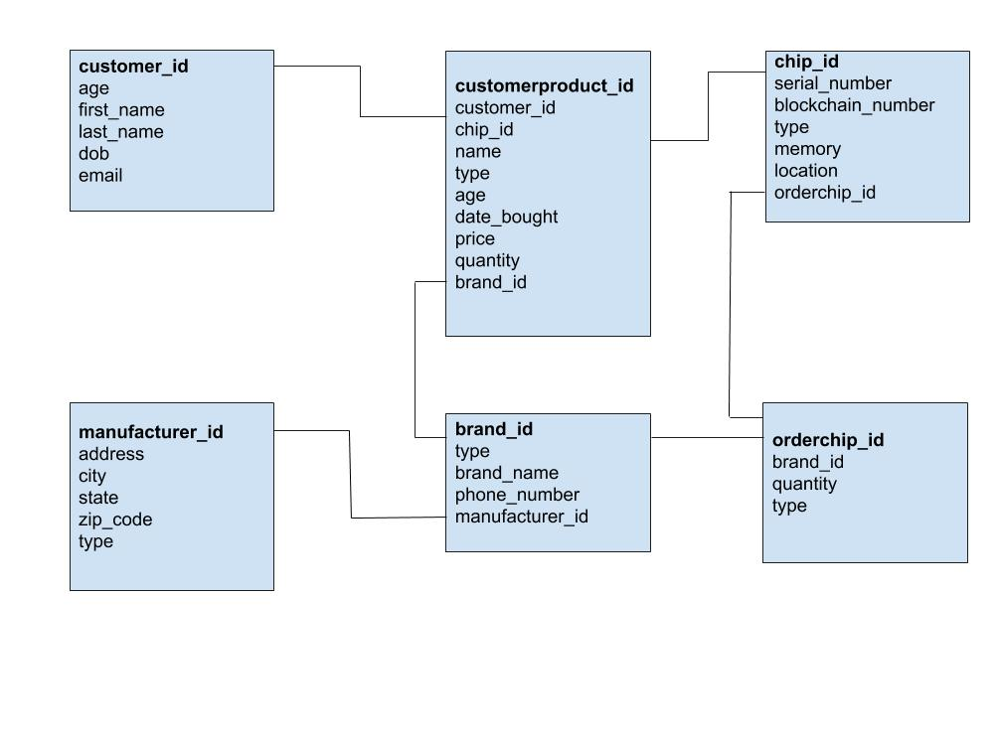 customer_id
age
first_name
last_name
dob
email
customerproduct_id
customer_id
chip_id
name
type
age
date_bought
price
quantity
brand_id
chip_id
serial_number
blockchain_number
type
memory
location
orderchip_id
manufacturer_id
address
city
state
zip_code
type
brand_id
type
brand_name
phone_number
manufacturer_id
orderchip_id
brand_id
quantity
type